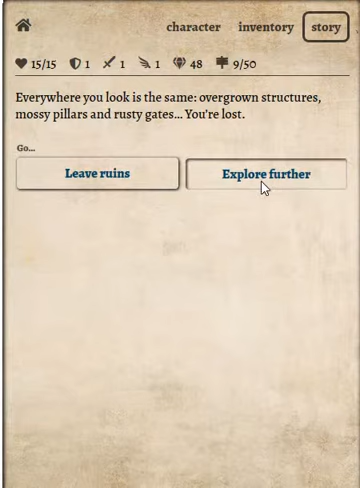 character inventory story
15/15 1 1 1 48 9/50
Everywhere you look is the same: overgrown structures,
mossy pillars and rusty gates... You're lost.
Go...
Leave ruins Explore further